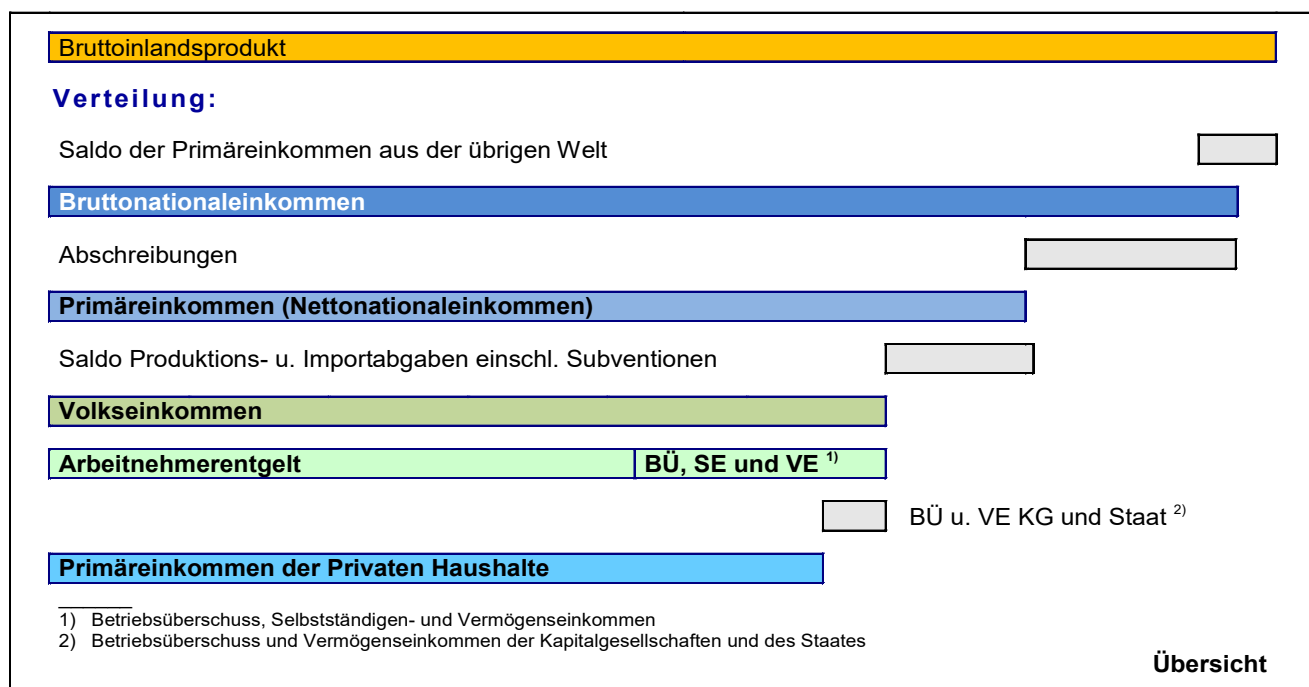 Bruttoinlandsprodukt
Verteilung:
Saldo der Primäreinkommen aus der übrigen Welt
Bruttonationaleinkommen
Abschreibungen
Primäreinkommen (Nettonationaleinkommen)
Saldo Produktions- u. Importabgaben einschl. Subventionen
Volkseinkommen
Arbeitnehmerentgelt BÜ, SE und VE 1)
BÜ u. VE KG und Staat 2)
Primäreinkommen der Privaten Haushalte
1) Betriebsüberschuss, Selbstständigen- und Vermögenseinkommen
2) Betriebsüberschuss und Vermögenseinkommen der Kapitalgesellschaften und des Staates
Übersicht